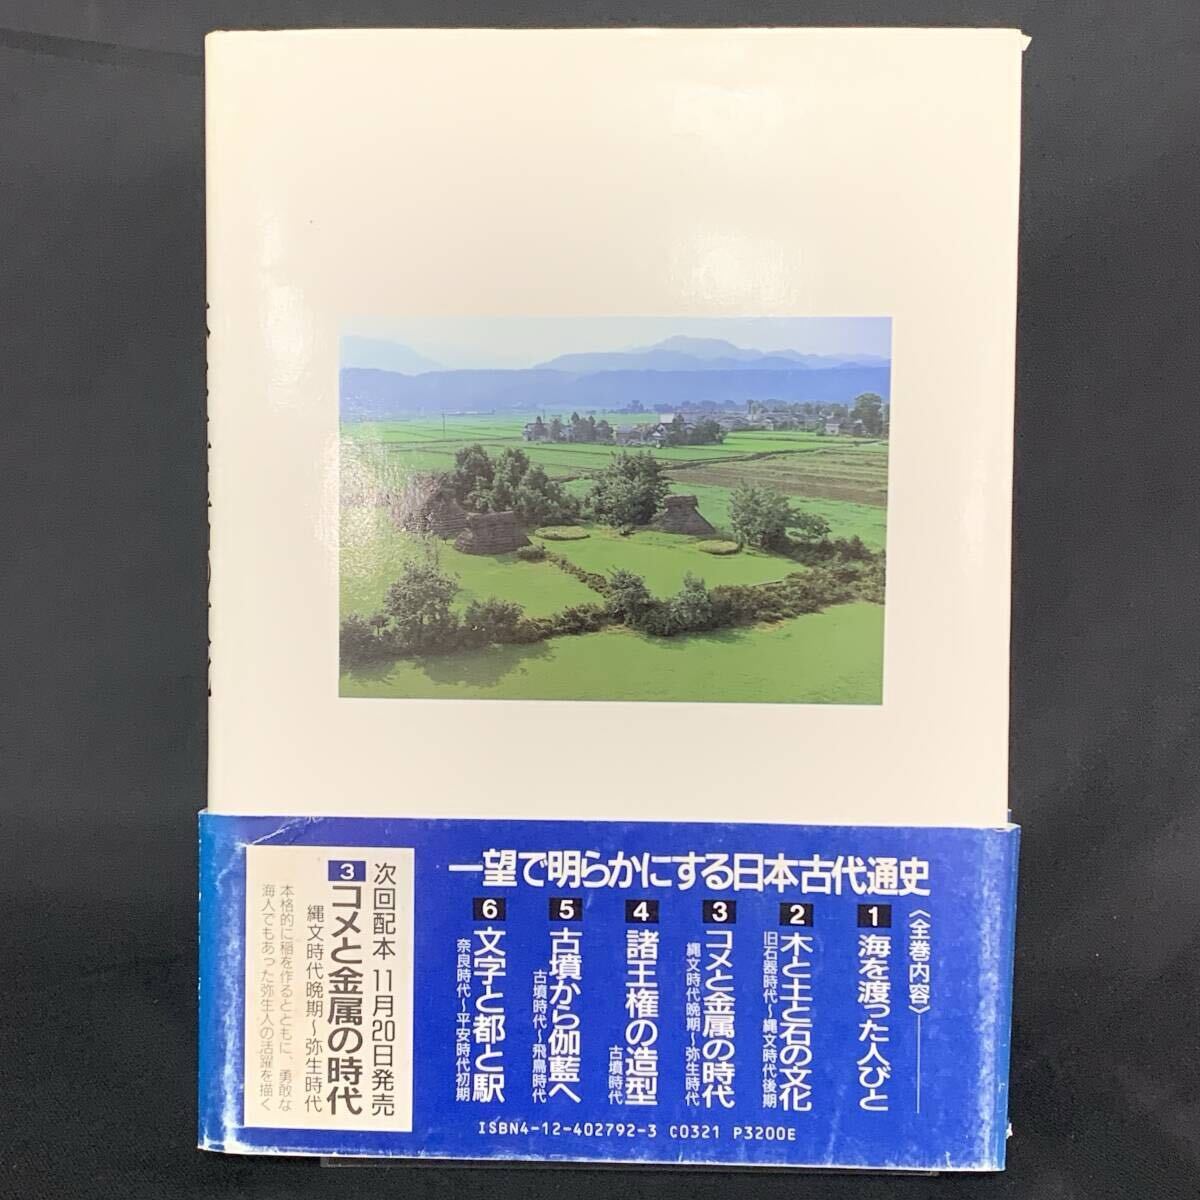 一望で明らかにする日本古代通史
〈全巻内容〉
1 海を渡った人びと
2 木と土と石の文化
旧石器時代〜縄文時代後期
3 コメと金属の時代
縄文時代晩期〜弥生時代
4 諸王権の造型
古墳時代
5 古墳から伽藍へ
古墳時代〜飛鳥時代
6 文字と都と駅
奈良時代〜平安時代初期
次回配本 11月20日発売
3 コメと金属の時代
縄文時代晩期〜弥生時代
本格的に稲を作るとともに、勇敢な
海人でもあった弥生人の活躍を描く
ISBN4-12-402792-3 C0321 P3200E